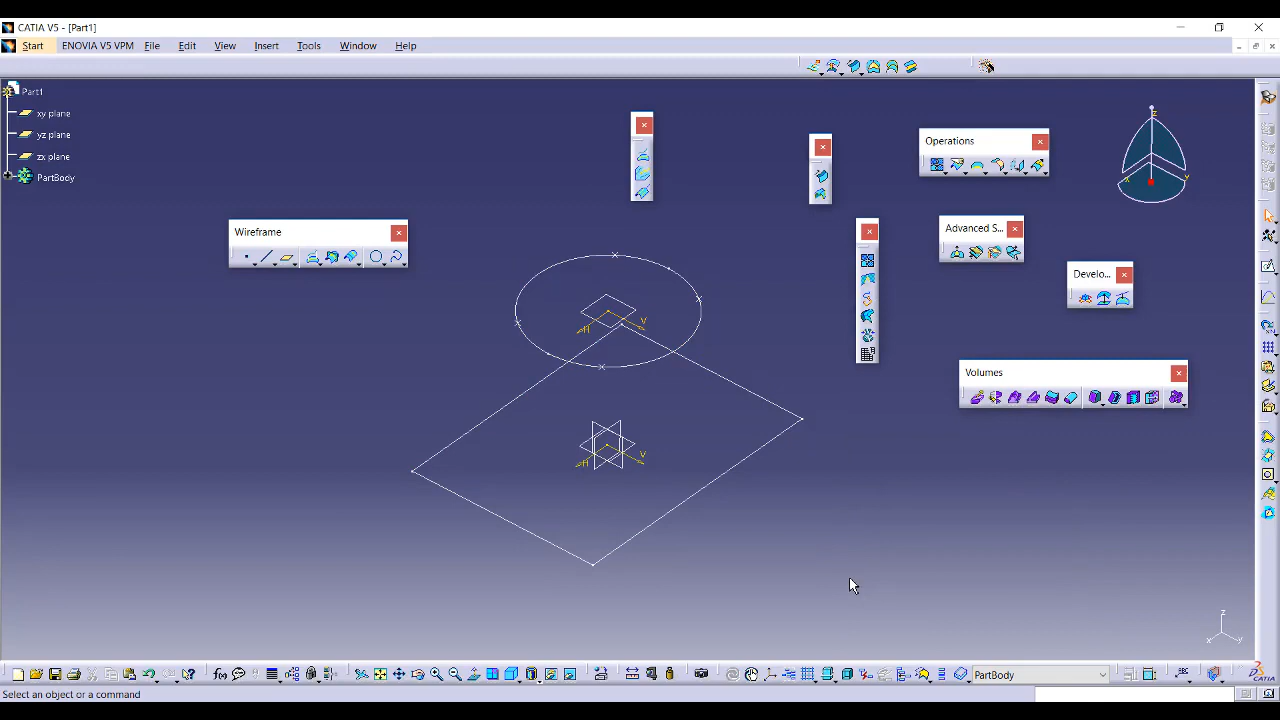 CATIA V5 - [Part1]
Start ENOVIA V5 VPM File Edit View Insert Tools Window Help
Part1
xy plane
yz plane
zx plane
PartBody
Wireframe
Operations
Advanced S...
Develo...
Volumes
z
x
y
H
V
H
V
z
x
y
PartBody
Select an object or a command
CATIA